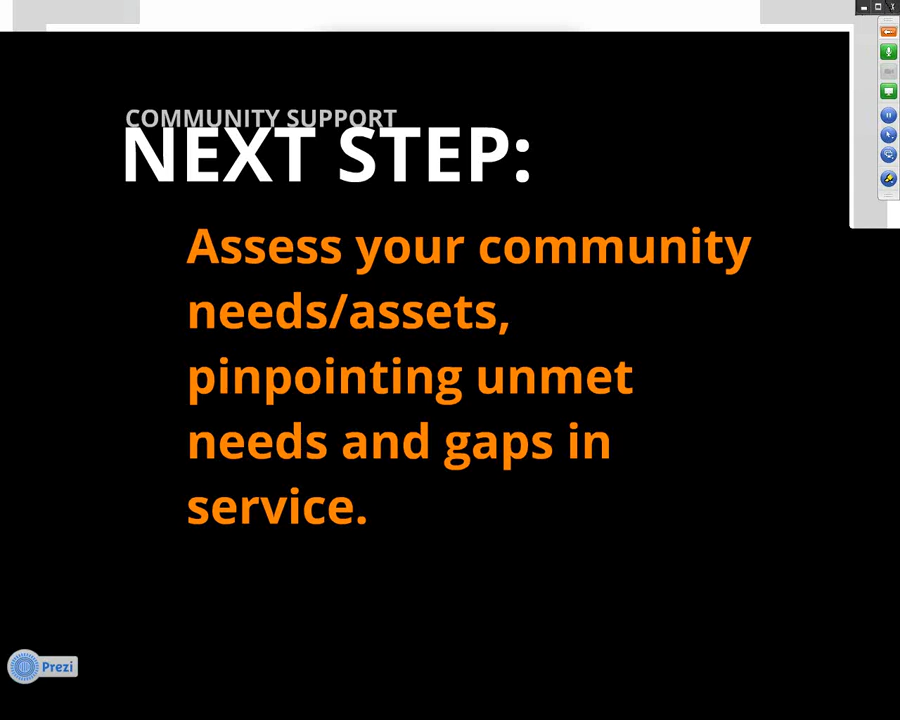 COMMUNITY SUPPORT
NEXT STEP:
Assess your community
needs/assets,
pinpointing unmet
needs and gaps in
service.
Prezi